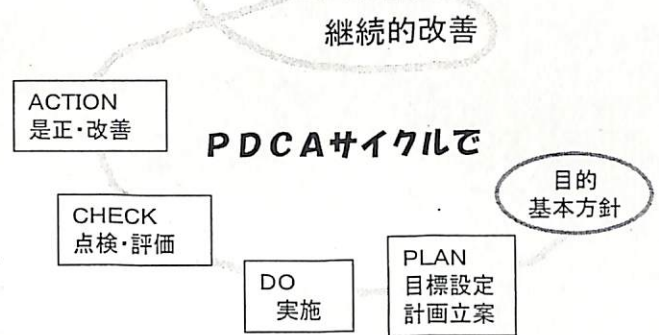 継続的改善
ACTION
是正・改善
PDCAサイクルで
目的
基本方針
CHECK
点検・評価
PLAN
目標設定
計画立案
DO
実施